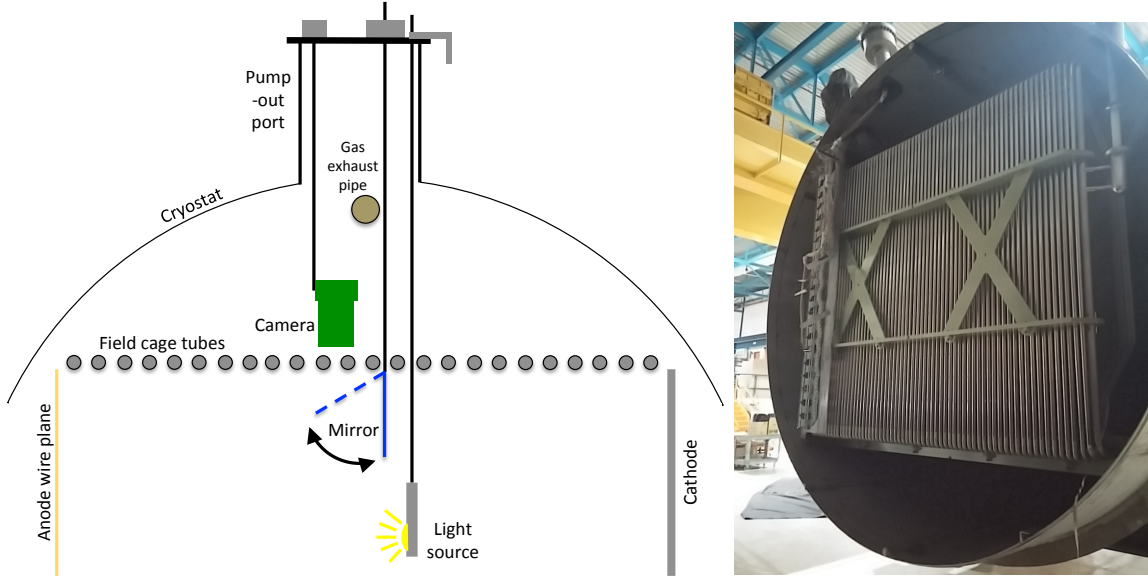 Pump
-out
port
Gas
exhaust
pipe
Cryostat
Camera
Field cage tubes
Mirror
Anode wire plane
Cathode
Light
source